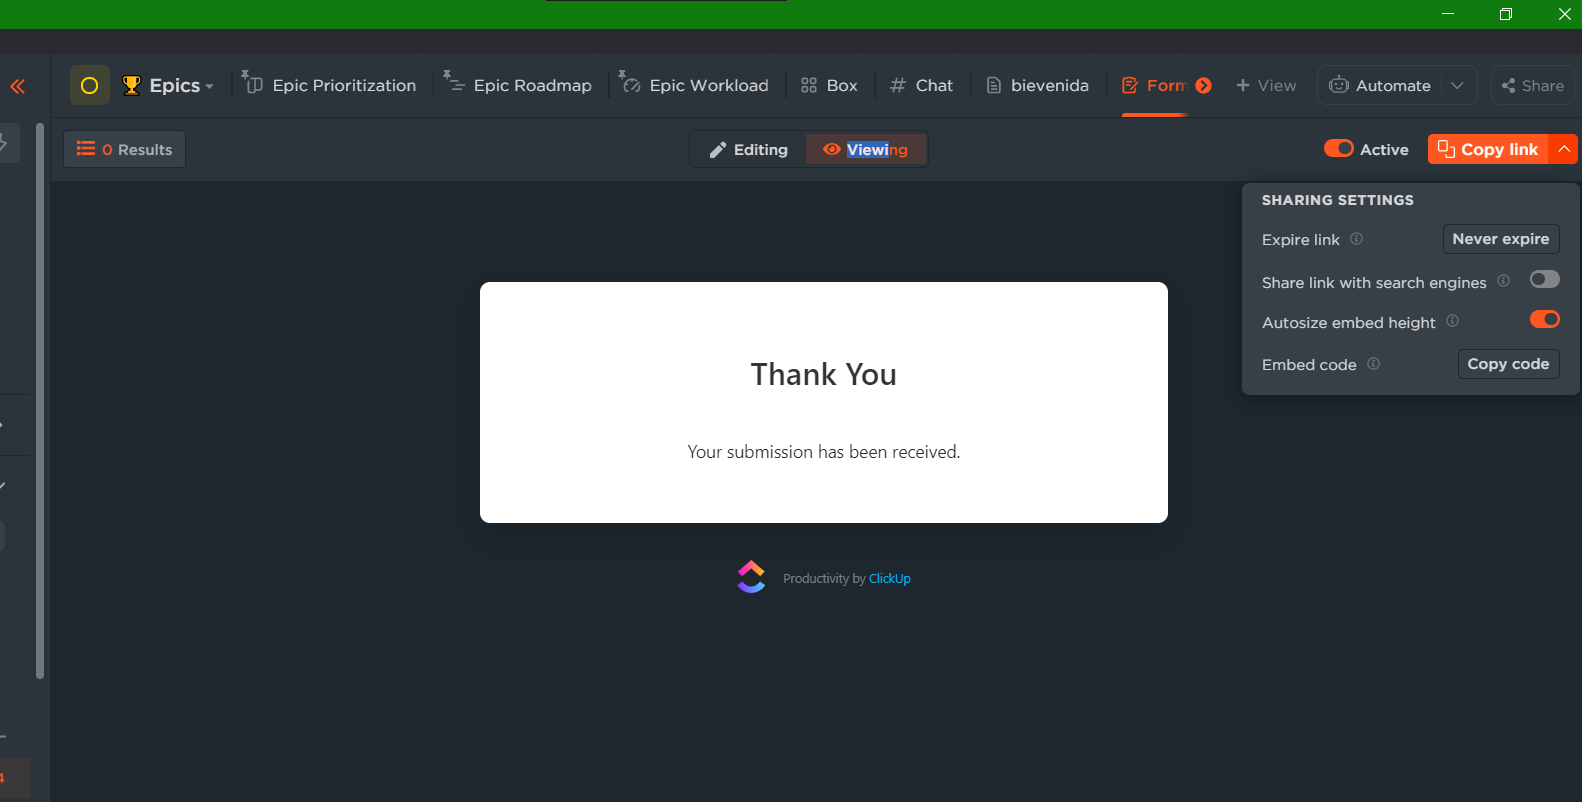 Epics Epic Prioritization Epic Roadmap Epic Workload Box Chat bievenida Form View Automate Share
0 Results Editing Viewing Active Copy link
SHARING SETTINGS
Expire link Never expire
Share link with search engines
Autosize embed height
Embed code Copy code
Thank You
Your submission has been received.
Productivity by ClickUp
4